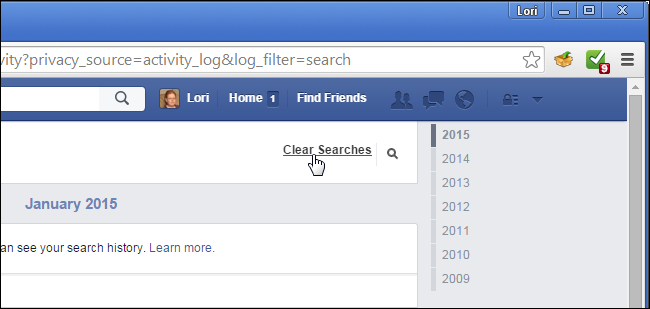 Lori
vity?privacy_source=activity_log&log_filter=search
9
Lori Home 1 Find Friends
Clear Searches
2015
2014
January 2015
2013
2012
an see your search history. Learn more.
2011
2010
2009